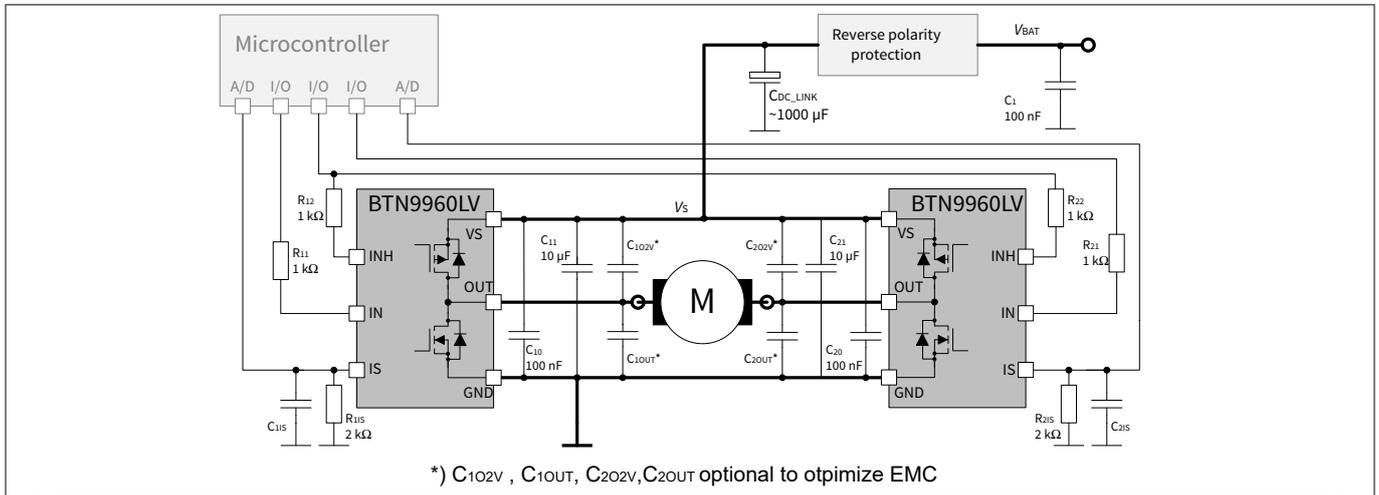 Microcontroller
A/D I/O I/O I/O A/D
Reverse polarity
protection
VBAT
CDC_LINK
~1000 µF
C1
100 nF
R12
1 kΩ
R11
1 kΩ
BTN9960LV
VS
INH
OUT
IN
IS
GND
VS
C11
10 µF
C1O2V*
C10
100 nF
C1OUT*
M
C2O2V*
C21
10 µF
C2OUT*
C20
100 nF
BTN9960LV
VS
INH
OUT
IN
IS
GND
R22
1 kΩ
R21
1 kΩ
C1IS
R1IS
2 kΩ
R2IS
2 kΩ
C2IS
*) C1O2V , C1OUT, C2O2V,C2OUT optional to otpimize EMC